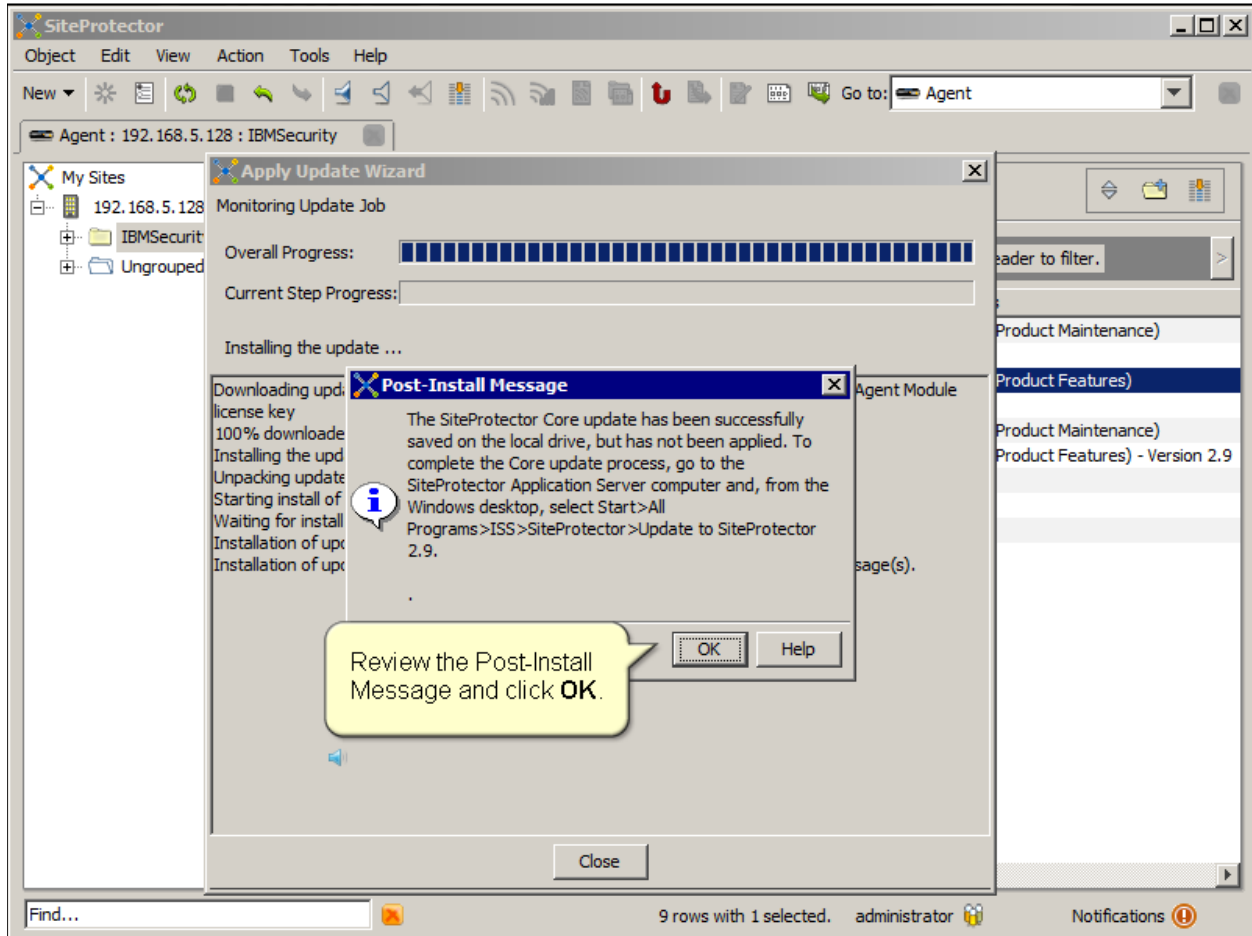 SiteProtector
Object Edit View Action Tools Help
New Go to: Agent
Agent : 192.168.5.128 : IBMSecurity
My Sites
192.168.5.128
IBMSecurit
Ungrouped
Apply Update Wizard
Monitoring Update Job
Overall Progress:
Current Step Progress:
Installing the update ...
Downloading upda
Agent Module
license key
100% downloade
Installing the upd
Unpacking update
Starting install of
Waiting for install
Installation of upd
Installation of upd
sage(s).
Post-Install Message
The SiteProtector Core update has been successfully
saved on the local drive, but has not been applied. To
complete the Core update process, go to the
SiteProtector Application Server computer and, from the
Windows desktop, select Start>All
Programs>ISS>SiteProtector>Update to SiteProtector
2.9.
.
OK Help
Review the Post-Install
Message and click OK.
Close
eader to filter. >
Product Maintenance)
Product Features)
Product Maintenance)
Product Features) - Version 2.9
Find...
9 rows with 1 selected. administrator Notifications